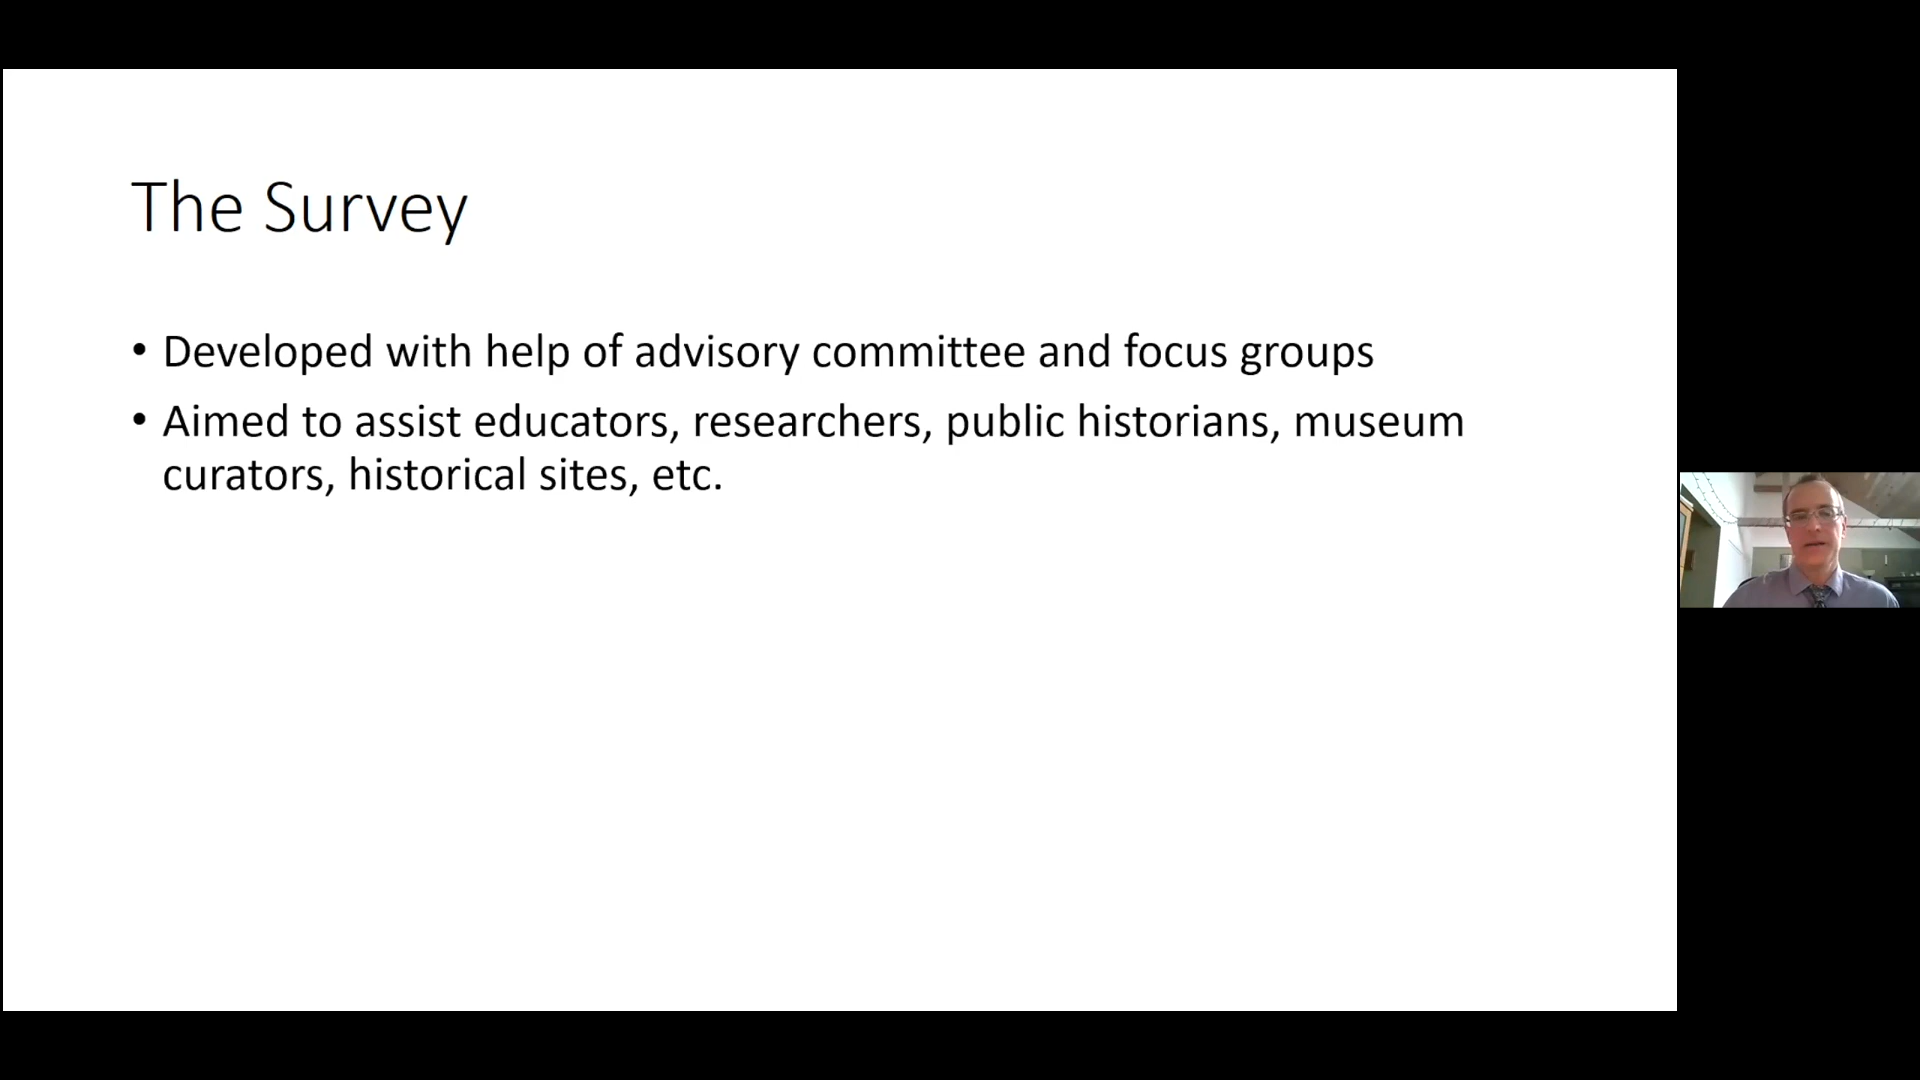 The Survey
• Developed with help of advisory committee and focus groups
• Aimed to assist educators, researchers, public historians, museum
curators, historical sites, etc.